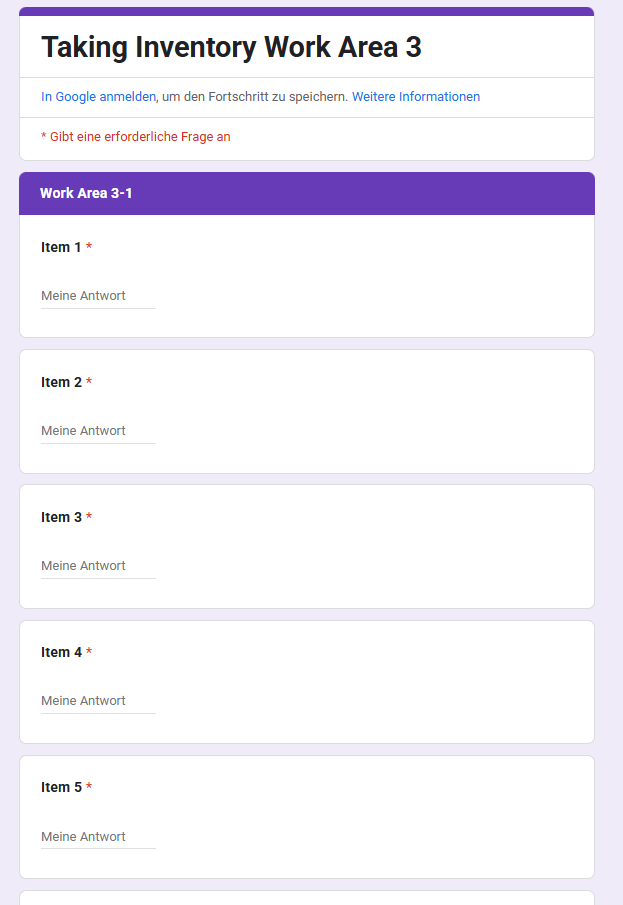 Taking Inventory Work Area 3
In Google anmelden, um den Fortschritt zu speichern. Weitere Informationen
* Gibt eine erforderliche Frage an
Work Area 3-1
Item 1 *
Meine Antwort
Item 2 *
Meine Antwort
Item 3 *
Meine Antwort
Item 4 *
Meine Antwort
Item 5 *
Meine Antwort